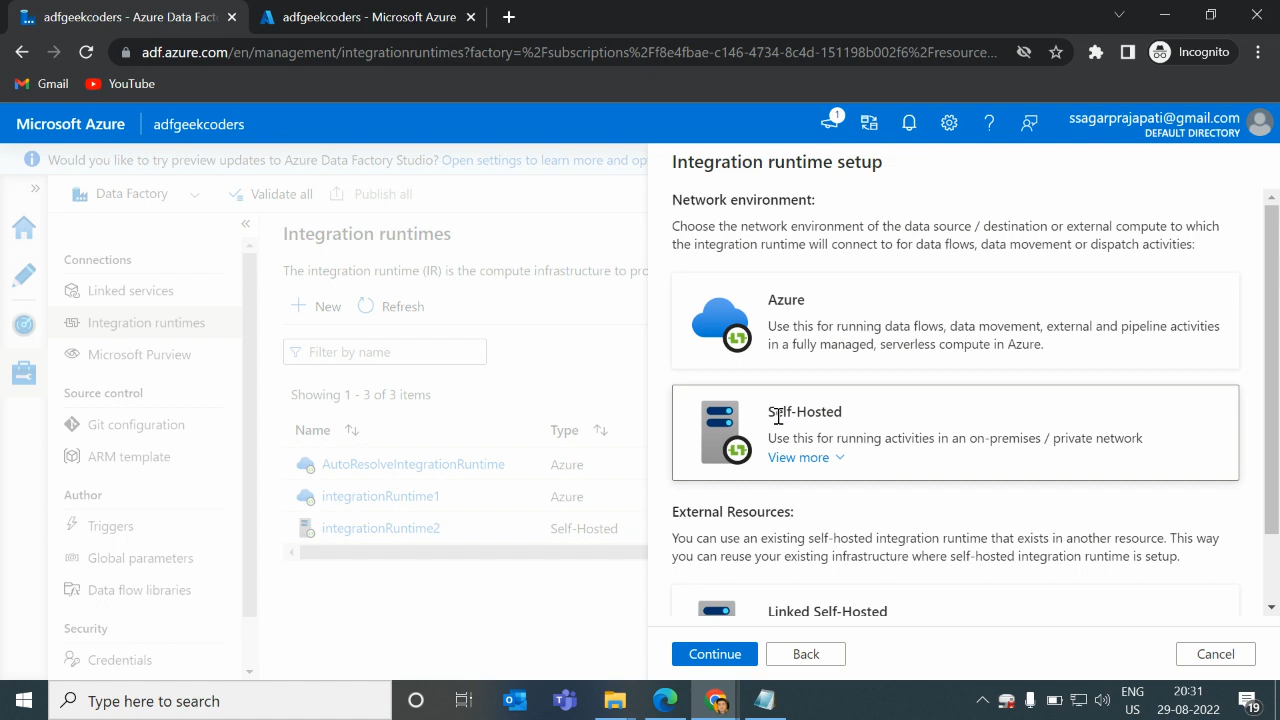 adfgeekcoders - Azure Data Fact
adfgeekcoders - Microsoft Azure
adf.azure.com/en/management/integrationruntimes?factory=%2Fsubscriptions%2Ff8e4fbae-c146-4734-8c4d-151198b002f6%2Fresource...
Incognito
Gmail
YouTube
Microsoft Azure
adfgeekcoders
1
ssagarprajapati@gmail.com
DEFAULT DIRECTORY
Would you like to try preview updates to Azure Data Factory Studio? Open settings to learn more and op
Data Factory
Validate all
Publish all
Connections
Linked services
Integration runtimes
Microsoft Purview
Source control
Git configuration
ARM template
Author
Triggers
Global parameters
Data flow libraries
Security
Credentials
Integration runtimes
The integration runtime (IR) is the compute infrastructure to pro
New
Refresh
Filter by name
Showing 1 - 3 of 3 items
Name
Type
AutoResolveIntegrationRuntime
Azure
integrationRuntime1
Azure
integrationRuntime2
Self-Hosted
Integration runtime setup
Network environment:
Choose the network environment of the data source / destination or external compute to which
the integration runtime will connect to for data flows, data movement or dispatch activities:
Azure
Use this for running data flows, data movement, external and pipeline activities
in a fully managed, serverless compute in Azure.
Self-Hosted
Use this for running activities in an on-premises / private network
View more
External Resources:
You can use an existing self-hosted integration runtime that exists in another resource. This way
you can reuse your existing infrastructure where self-hosted integration runtime is setup.
Linked Self-Hosted
Continue
Back
Cancel
Type here to search
ENG
US
20:31
29-08-2022
19